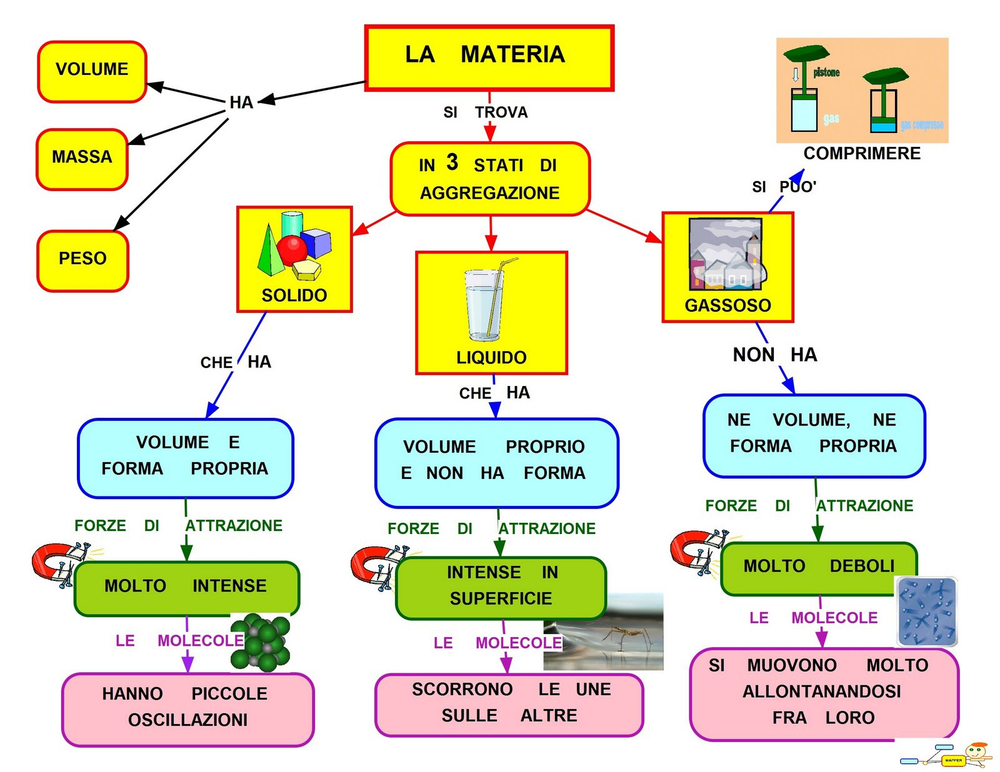 LA MATERIA
VOLUME
HA
MASSA
PESO
SI TROVA
IN 3 STATI DI
AGGREGAZIONE
pistone
gas
gas compresso
COMPRIMERE
SI PUO'
SOLIDO
LIQUIDO
GASSOSO
CHE HA
CHE HA
NON HA
VOLUME E
FORMA PROPRIA
VOLUME PROPRIO
E NON HA FORMA
NE VOLUME, NE
FORMA PROPRIA
FORZE DI ATTRAZIONE
FORZE DI ATTRAZIONE
FORZE DI ATTRAZIONE
MOLTO INTENSE
INTENSE IN
SUPERFICIE
MOLTO DEBOLI
LE MOLECOLE
LE MOLECOLE
LE MOLECOLE
HANNO PICCOLE
OSCILLAZIONI
SCORRONO LE UNE
SULLE ALTRE
SI MUOVONO MOLTO
ALLONTANANDOSI
FRA LORO
MAPPER